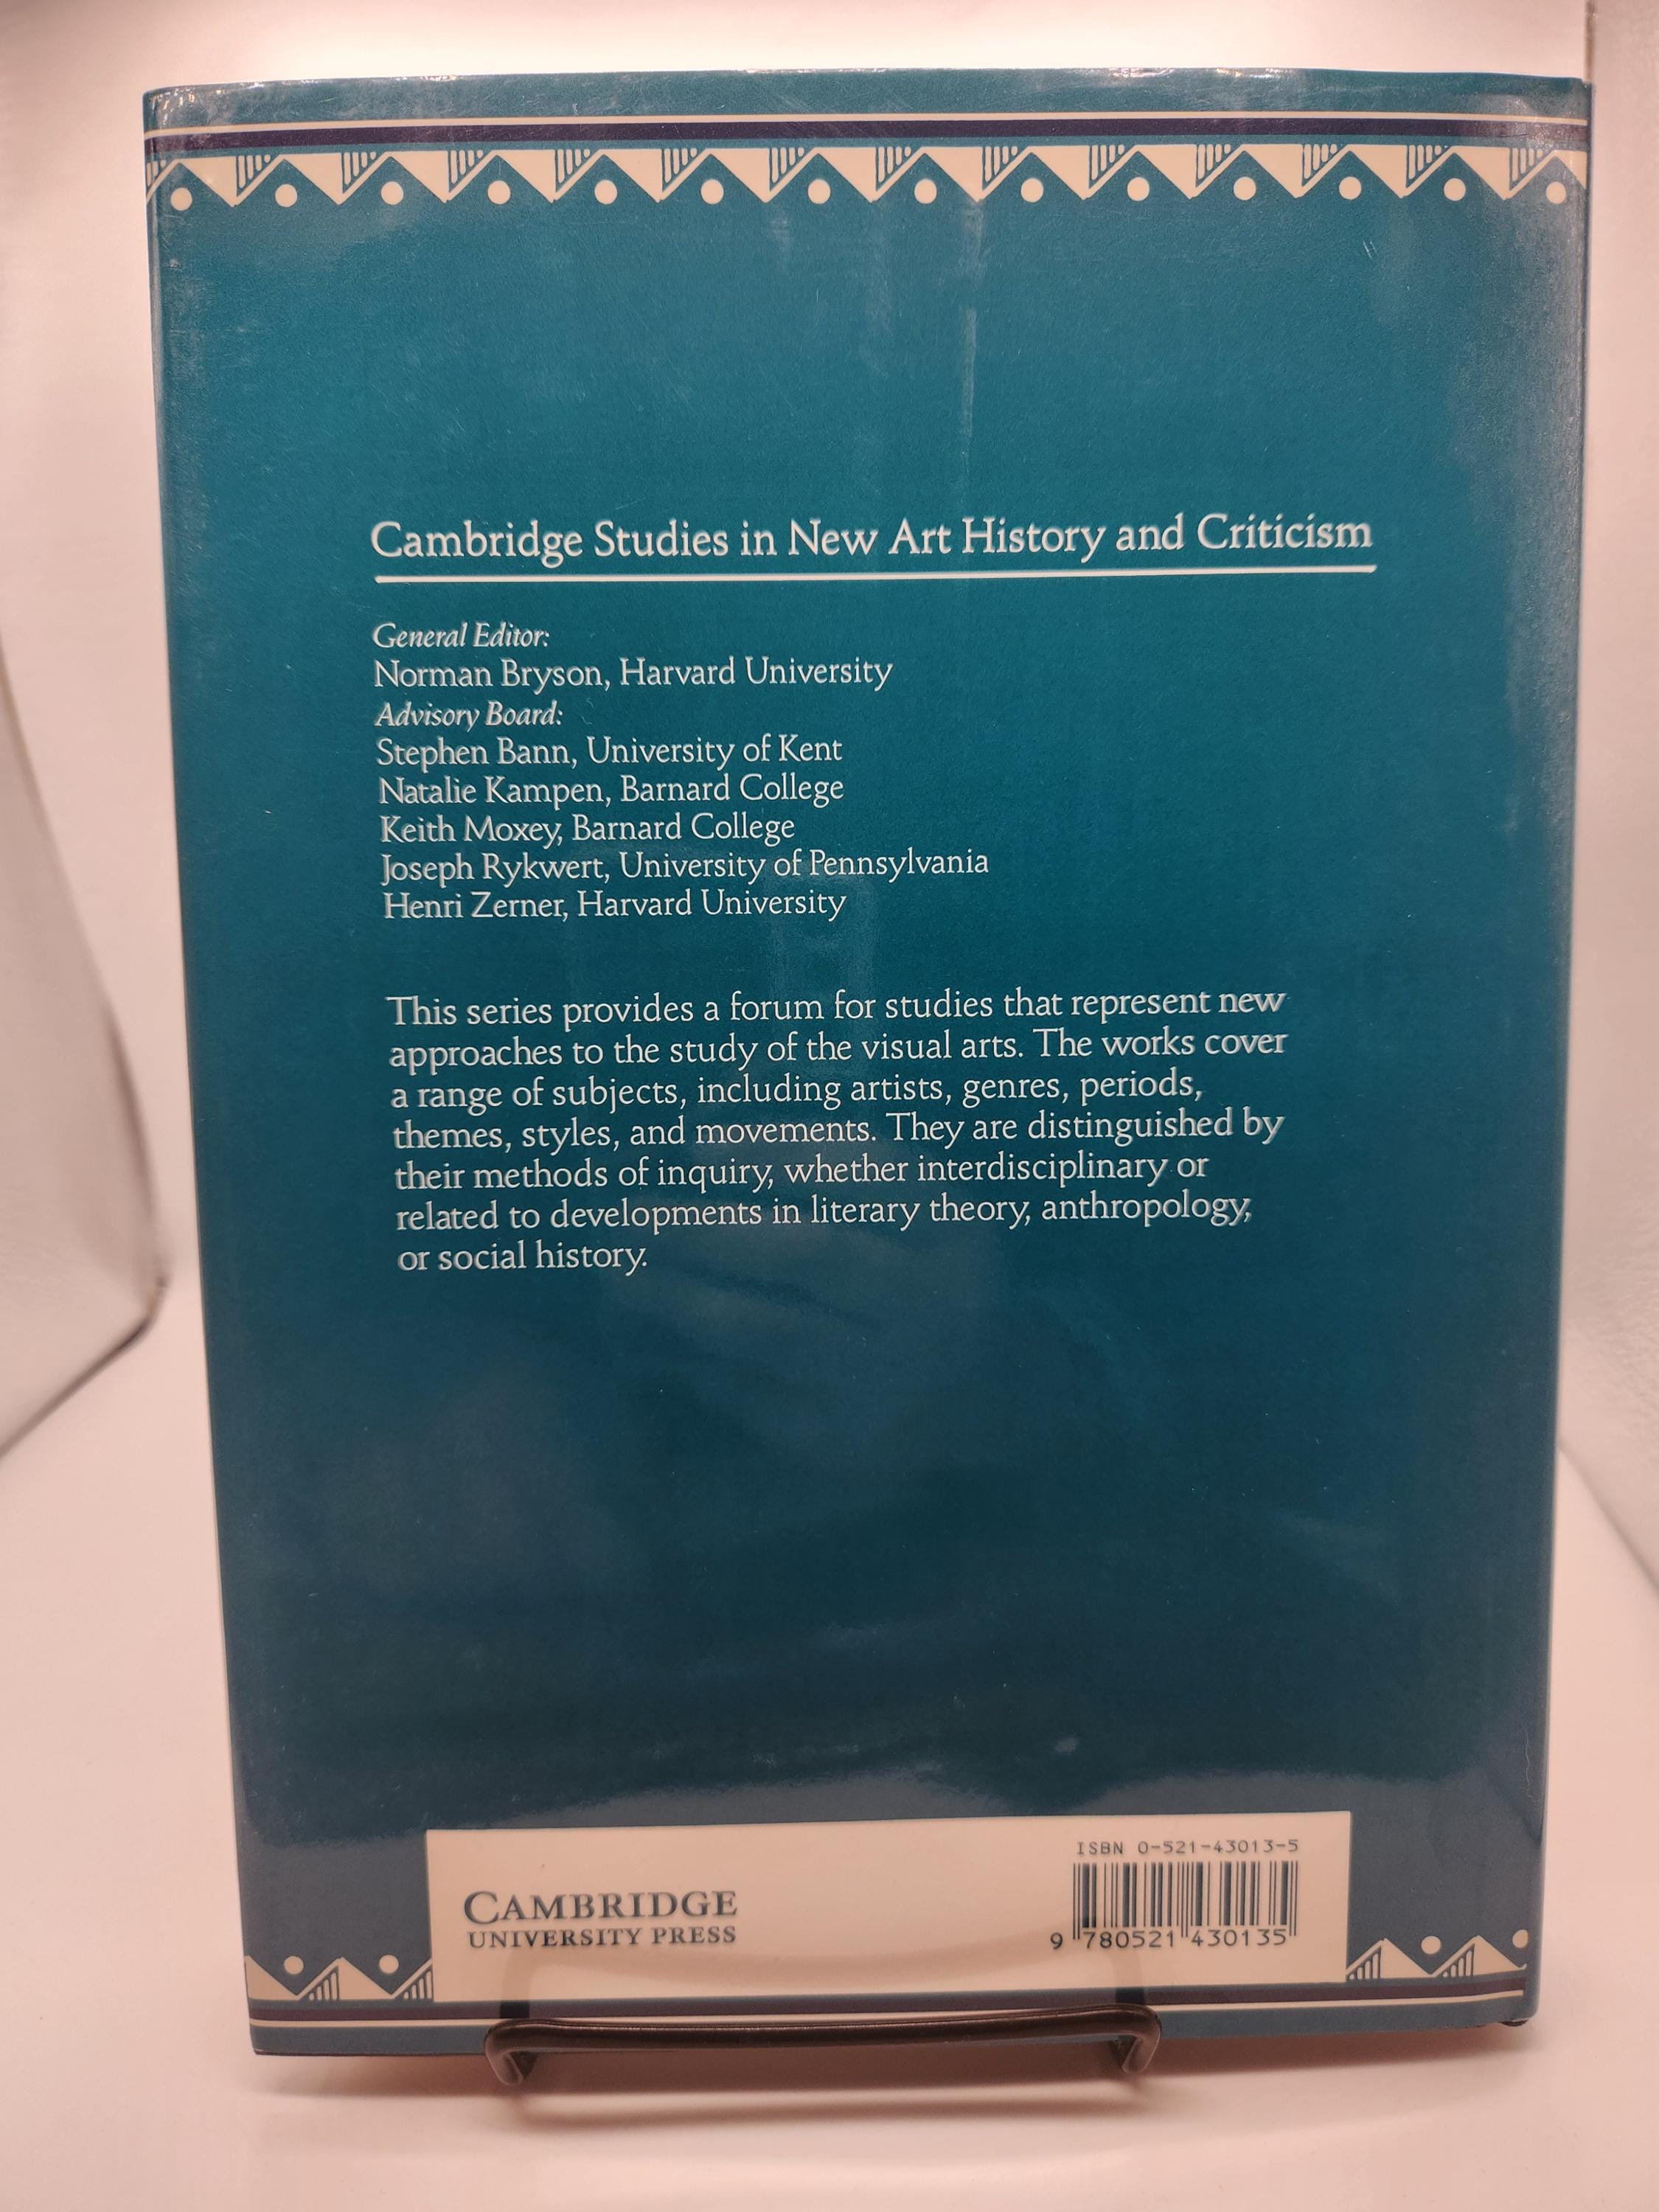 Cambridge Studies in New Art History and Criticism
General Editor:
Norman Bryson, Harvard University
Advisory Board:
Stephen Bann, University of Kent
Natalie Kampen, Barnard College
Keith Moxey, Barnard College
Joseph Rykwert, University of Pennsylvania
Henri Zerner, Harvard University
This series provides a forum for studies that represent new
approaches to the study of the visual arts. The works cover
a range of subjects, including artists, genres, periods,
themes, styles, and movements. They are distinguished by
their methods of inquiry, whether interdisciplinary or
related to developments in literary theory, anthropology,
or social history.
CAMBRIDGE
UNIVERSITY PRESS
ISBN 0-521-43013-5
9 780521 430135